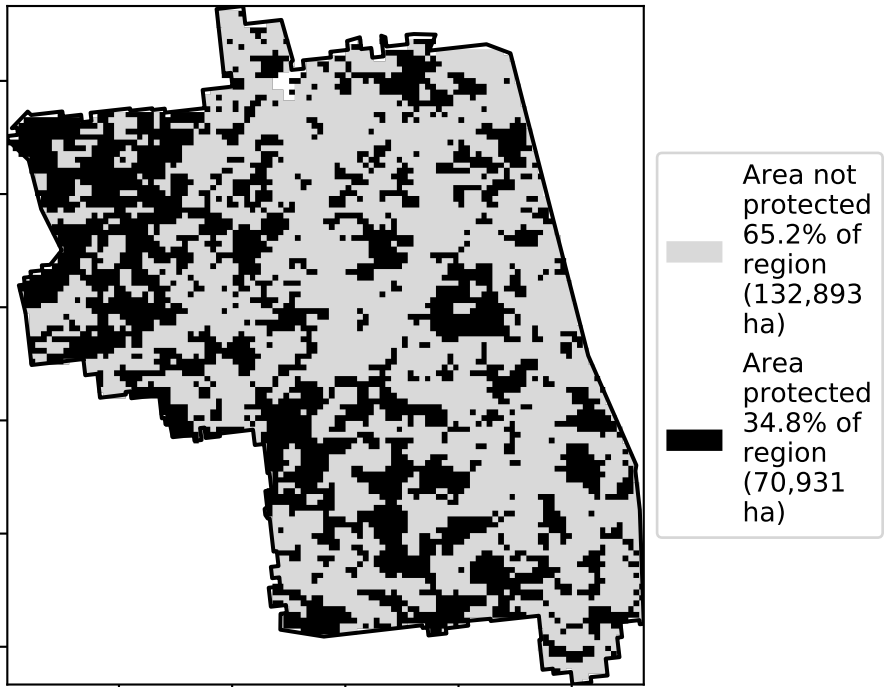 Area not
protected
65.2% of
region
(132,893
ha)
Area
protected
34.8% of
region
(70,931
ha)